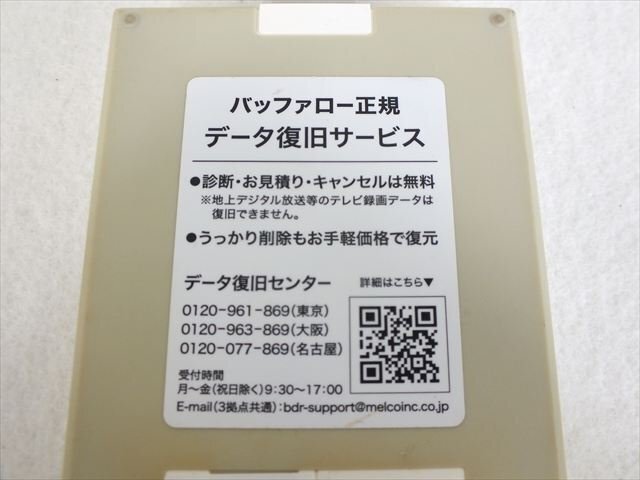 バッファロー正規
データ復旧サービス
●診断・お見積り・キャンセルは無料
※地上デジタル放送等のテレビ録画データは
復旧できません。
●うっかり削除もお手軽価格で復元
データ復旧センター
詳細はこちら▼
0120-961-869(東京)
0120-963-869(大阪)
0120-077-869(名古屋)
受付時間
月～金(祝日除く)9:30～17:00
E-mail(3拠点共通):bdr-support@melcoinc.co.jp